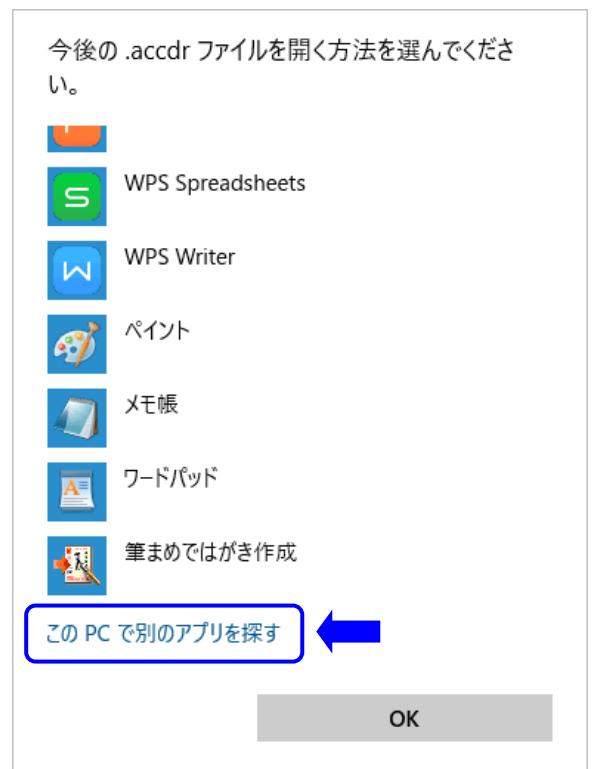 今後の .accdr ファイルを開く方法を選んでくださ
い。
WPS Spreadsheets
WPS Writer
ペイント
メモ帳
ワードパッド
筆まめではがき作成
この PC で別のアプリを探す
OK